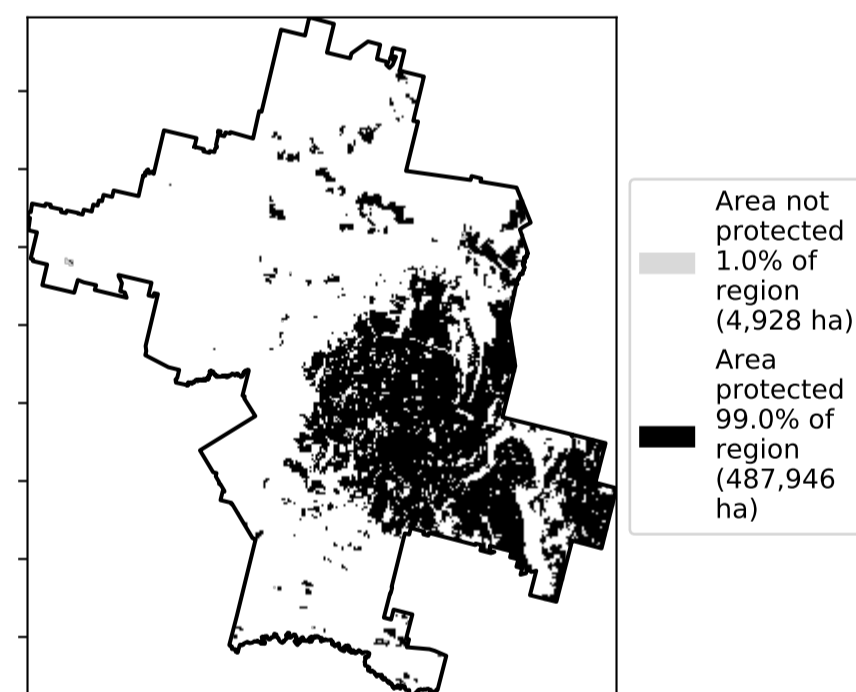 Area not
protected
1.0% of
region
(4,928 ha)
Area
protected
99.0% of
region
(487,946
ha)